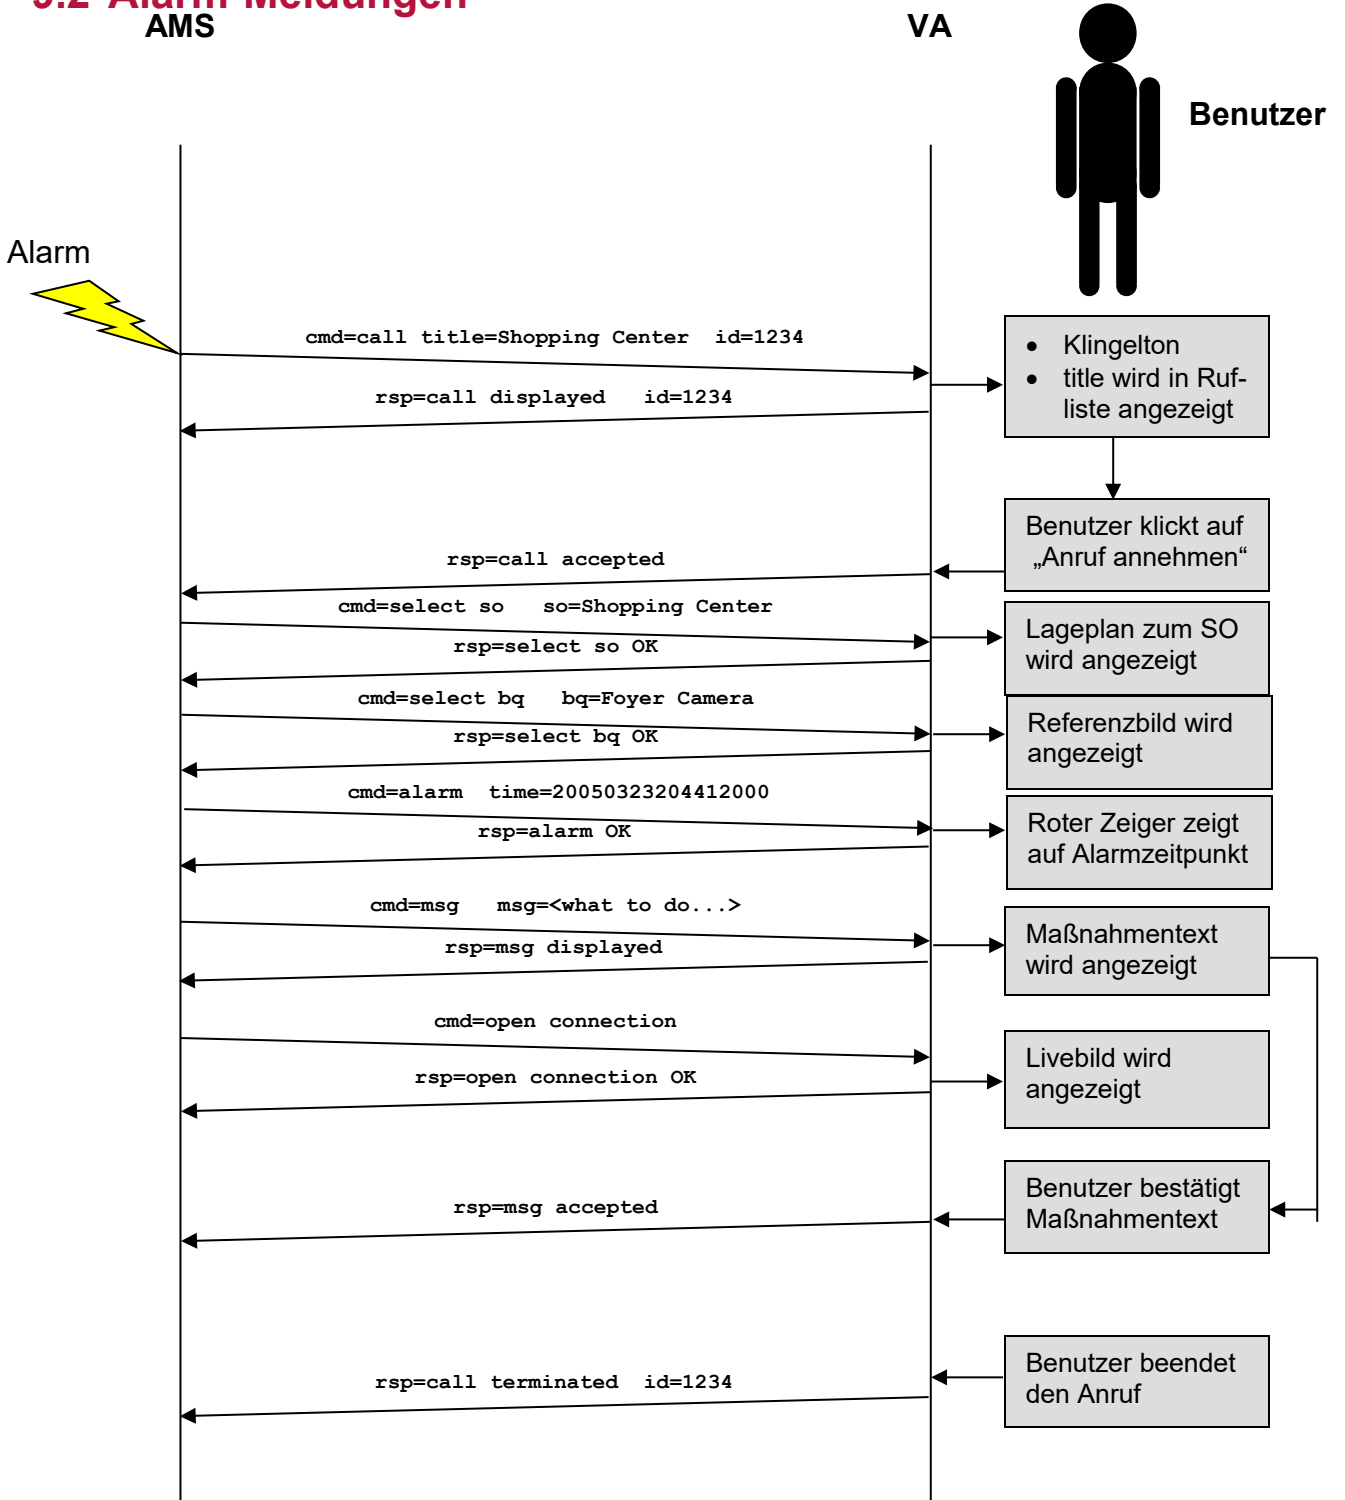 9.2 Alarm-Meldungen
AMS
VA
Benutzer
Alarm
cmd=call title=Shopping Center id=1234
• Klingelton
• title wird in Ruf-
liste angezeigt
rsp=call displayed id=1234
Benutzer klickt auf
„Anruf annehmen“
rsp=call accepted
cmd=select so so=Shopping Center
Lageplan zum SO
wird angezeigt
rsp=select so OK
cmd=select bq bq=Foyer Camera
Referenzbild wird
angezeigt
rsp=select bq OK
cmd=alarm time=20050323204412000
Roter Zeiger zeigt
auf Alarmzeitpunkt
rsp=alarm OK
cmd=msg msg=<what to do...>
Maßnahmentext
wird angezeigt
rsp=msg displayed
cmd=open connection
Livebild wird
angezeigt
rsp=open connection OK
Benutzer bestätigt
Maßnahmentext
rsp=msg accepted
Benutzer beendet
den Anruf
rsp=call terminated id=1234